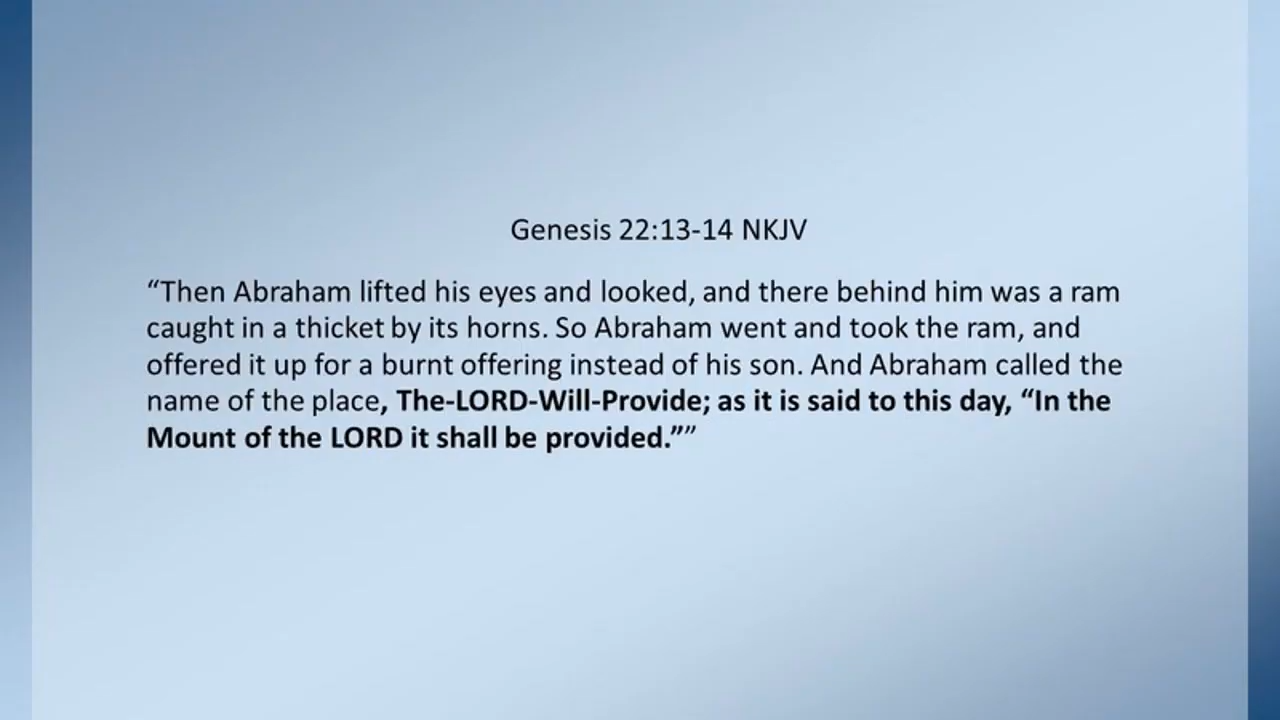 Genesis 22:13-14 NKJV
“Then Abraham lifted his eyes and looked, and there behind him was a ram
caught in a thicket by its horns. So Abraham went and took the ram, and
offered it up for a burnt offering instead of his son. And Abraham called the
name of the place, The-LORD-Will-Provide; as it is said to this day, “In the
Mount of the LORD it shall be provided.””